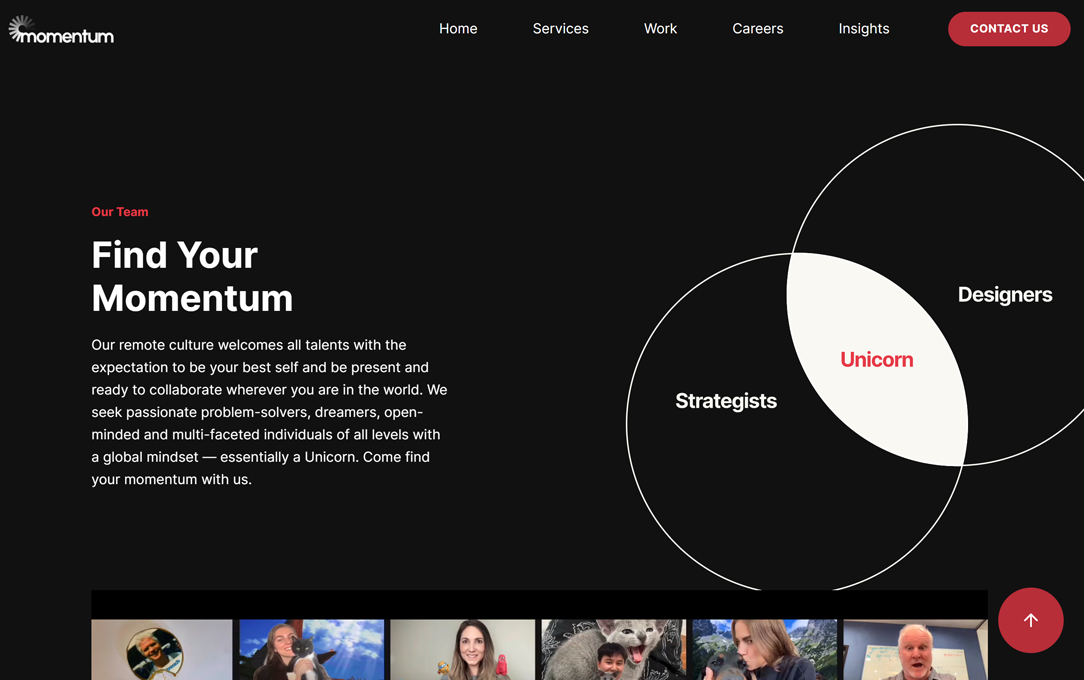 momentum
Home
Services
Work
Careers
Insights
CONTACT US
Our Team
Find Your
Momentum
Our remote culture welcomes all talents with the
expectation to be your best self and be present and
ready to collaborate wherever you are in the world. We
seek passionate problem-solvers, dreamers, open-
minded and multi-faceted individuals of all levels with
a global mindset — essentially a Unicorn. Come find
your momentum with us.
Designers
Unicorn
Strategists